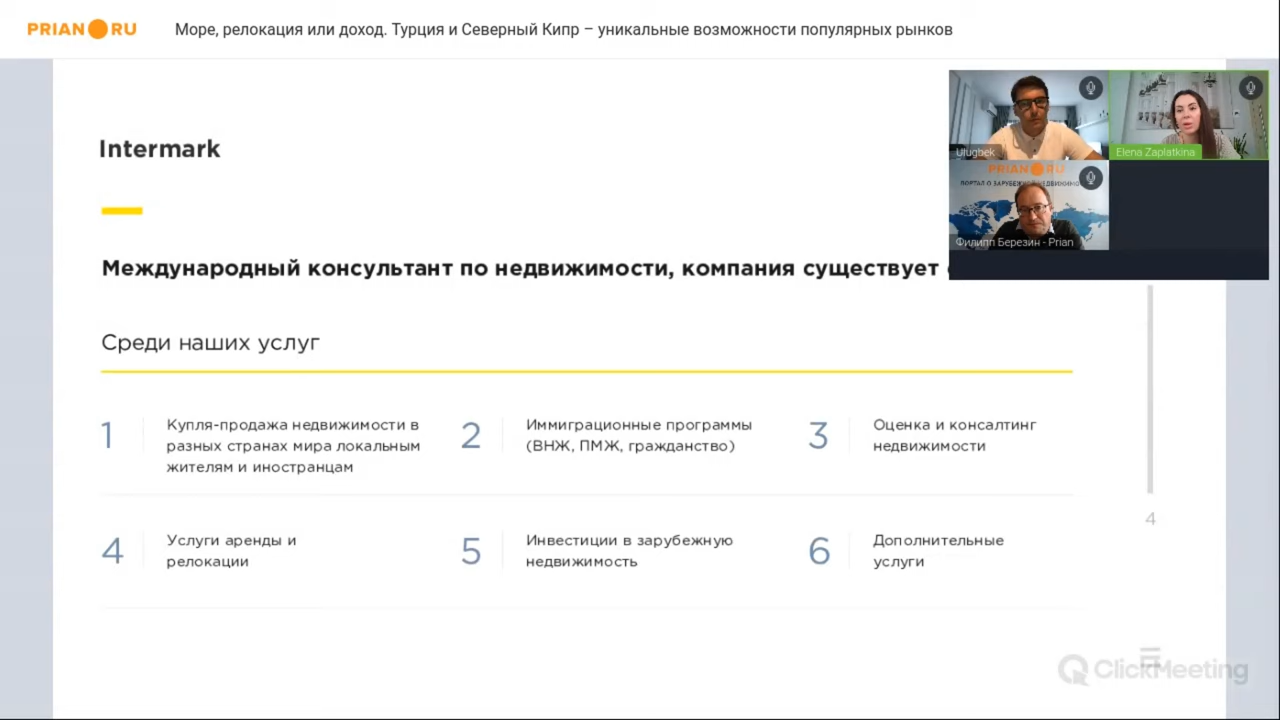 PRIAN RU
Море, релокация или доход. Турция и Северный Кипр – уникальные возможности популярных рынков
Intermark
Международный консультант по недвижимости, компания существует
Ulugbek
Elena Zaplatkina
PRIAN RU
Филипп Березин - Prian
Среди наших услуг
1
Купля-продажа недвижимости в
разных странах мира локальным
жителям и иностранцам
2
Иммиграционные программы
(ВНЖ, ПМЖ, гражданство)
3
Оценка и консалтинг
недвижимости
4
Услуги аренды и
релокации
5
Инвестиции в зарубежную
недвижимость
6
Дополнительные
услуги
4
ClickMeeting